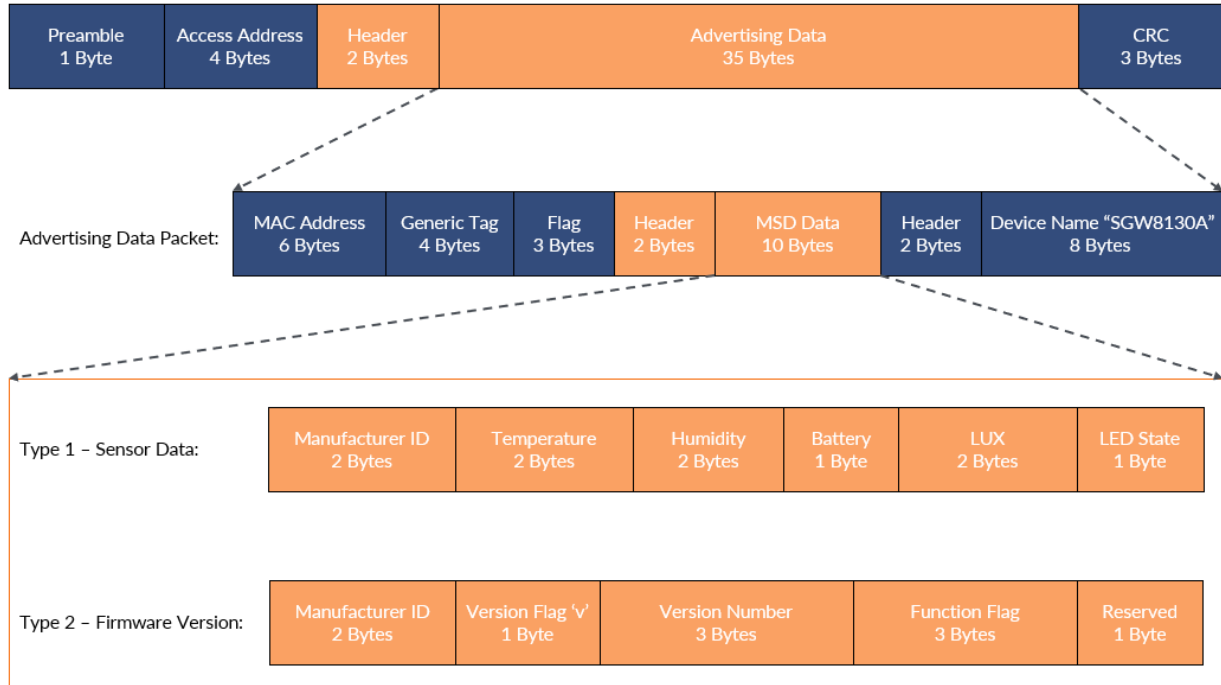 Preamble
1 Byte
Access Address
4 Bytes
Header
2 Bytes
Advertising Data
35 Bytes
CRC
3 Bytes
Advertising Data Packet:
MAC Address
6 Bytes
Generic Tag
4 Bytes
Flag
3 Bytes
Header
2 Bytes
MSD Data
10 Bytes
Header
2 Bytes
Device Name “SGW8130A”
8 Bytes
Type 1 – Sensor Data:
Manufacturer ID
2 Bytes
Temperature
2 Bytes
Humidity
2 Bytes
Battery
1 Byte
LUX
2 Bytes
LED State
1 Byte
Type 2 – Firmware Version:
Manufacturer ID
2 Bytes
Version Flag ‘v’
1 Byte
Version Number
3 Bytes
Function Flag
3 Bytes
Reserved
1 Byte